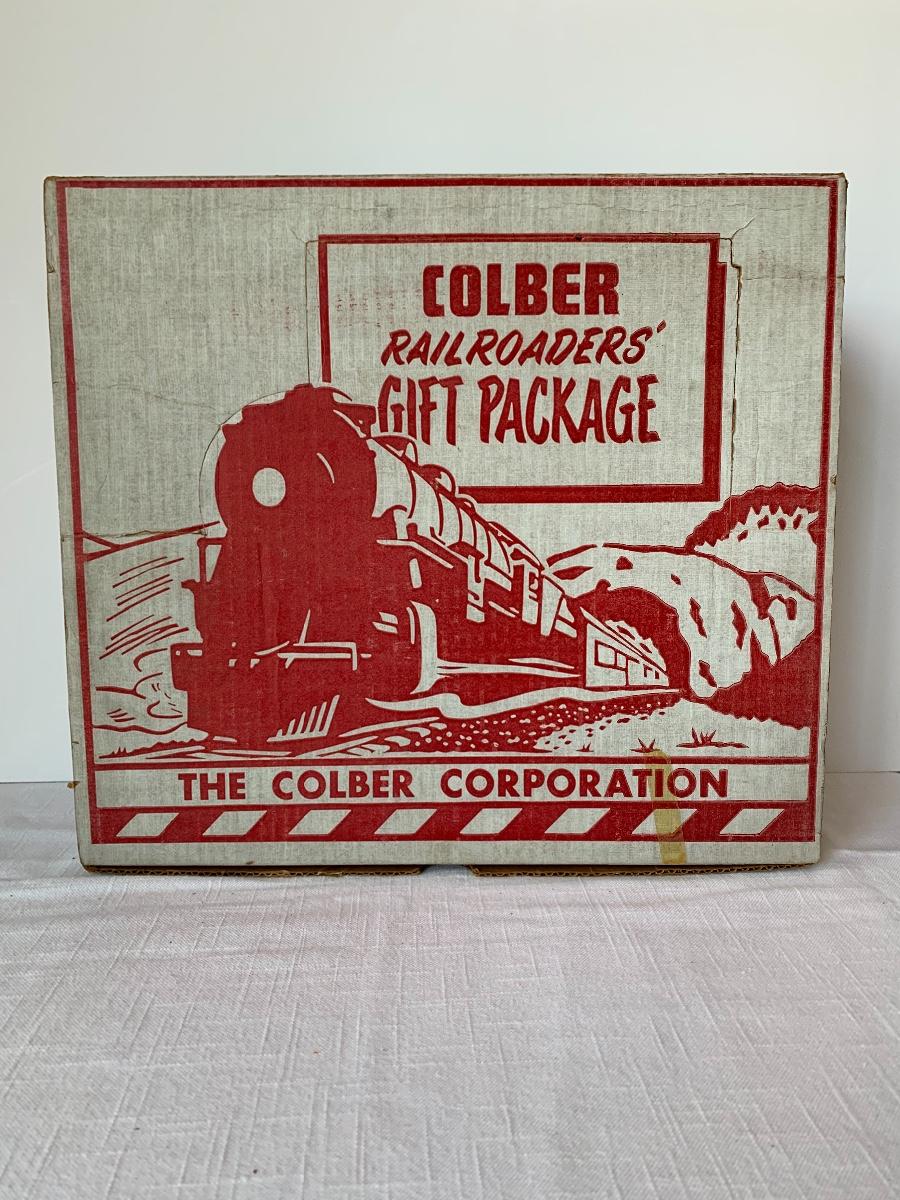 COLBER
RAILROADERS'
GIFT PACKAGE
THE COLBER CORPORATION